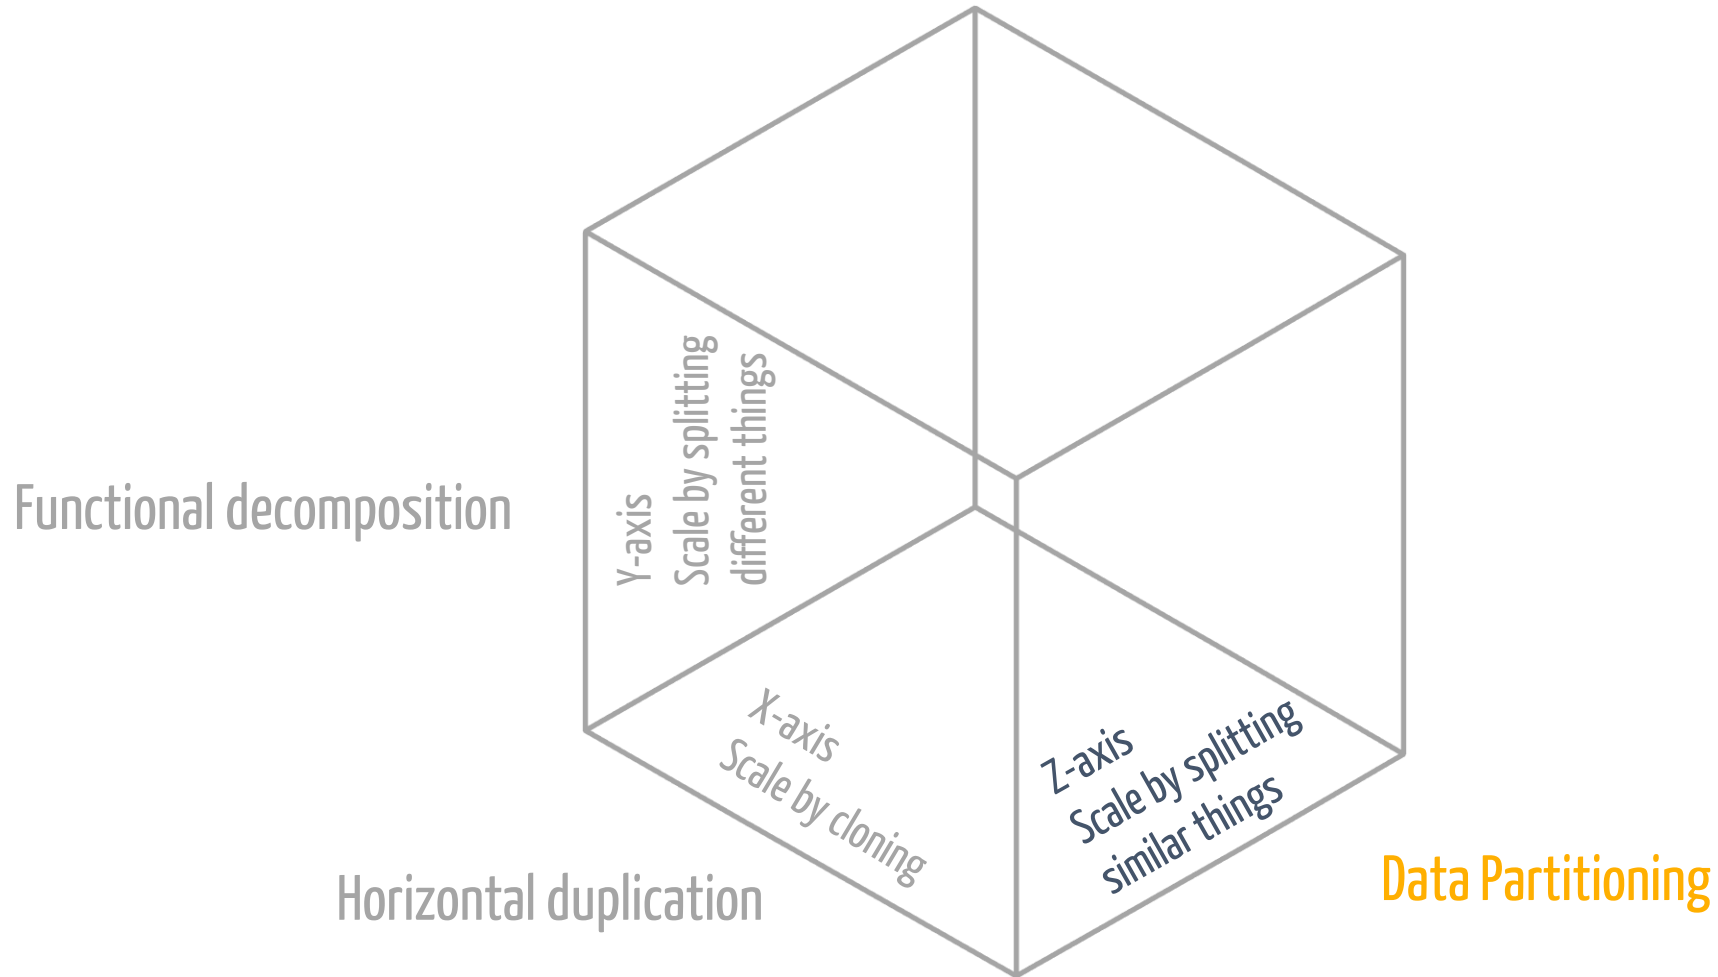 Functional decomposition
Y-axis
Scale by splitting
different things
X-axis
Scale by cloning
Horizontal duplication
Z-axis
Scale by splitting
similar things
Data Partitioning